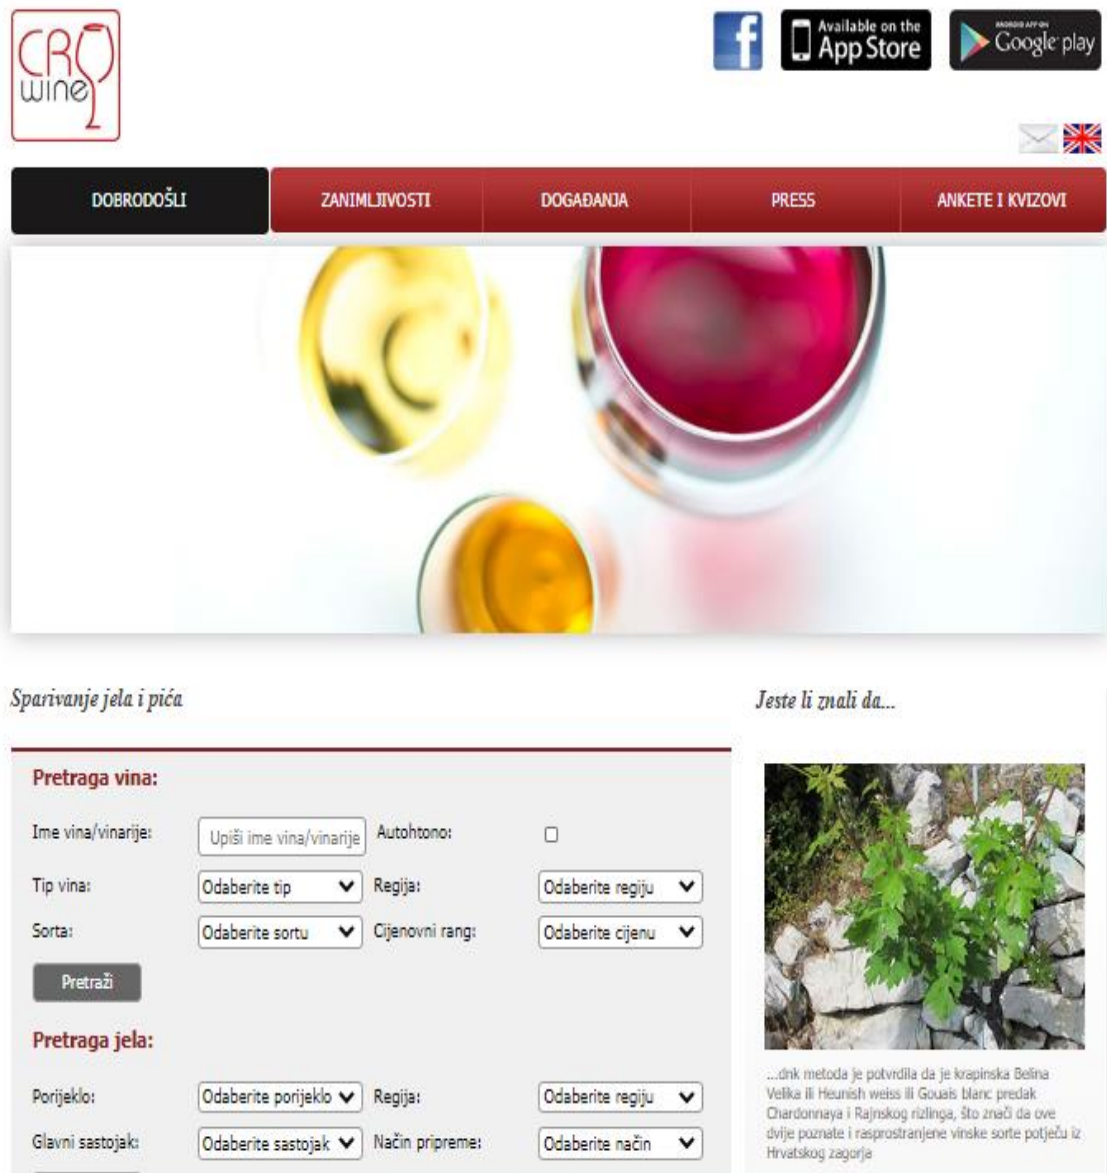 CRO
wine
Available on the
App Store
ANDROID APP ON
Google play
DOBRODOŠLI
ZANIMLJIVOSTI
DOGAĐANJA
PRESS
ANKETE I KVIZOVI
Sparivanje jela i pića
Pretraga vina:
Ime vina/vinarije: Upiši ime vina/vinarije Autohtono:
Tip vina: Odaberite tip Regija: Odaberite regiju
Sorta: Odaberite sortu Cijenovni rang: Odaberite cijenu
Pretraži
Pretraga jela:
Porijeklo: Odaberite porijeklo Regija: Odaberite regiju
Glavni sastojak: Odaberite sastojak Način pripreme: Odaberite način
Jeste li znali da...
...dnk metoda je potvrdila da je krapinska Belina
Velika ili Heunish weiss ili Gouais blanc predak
Chardonnaya i Rajnskog rizlinga, što znači da ove
dvije poznate i rasprostranjene vinske sorte potječu iz
Hrvatskog zagorja